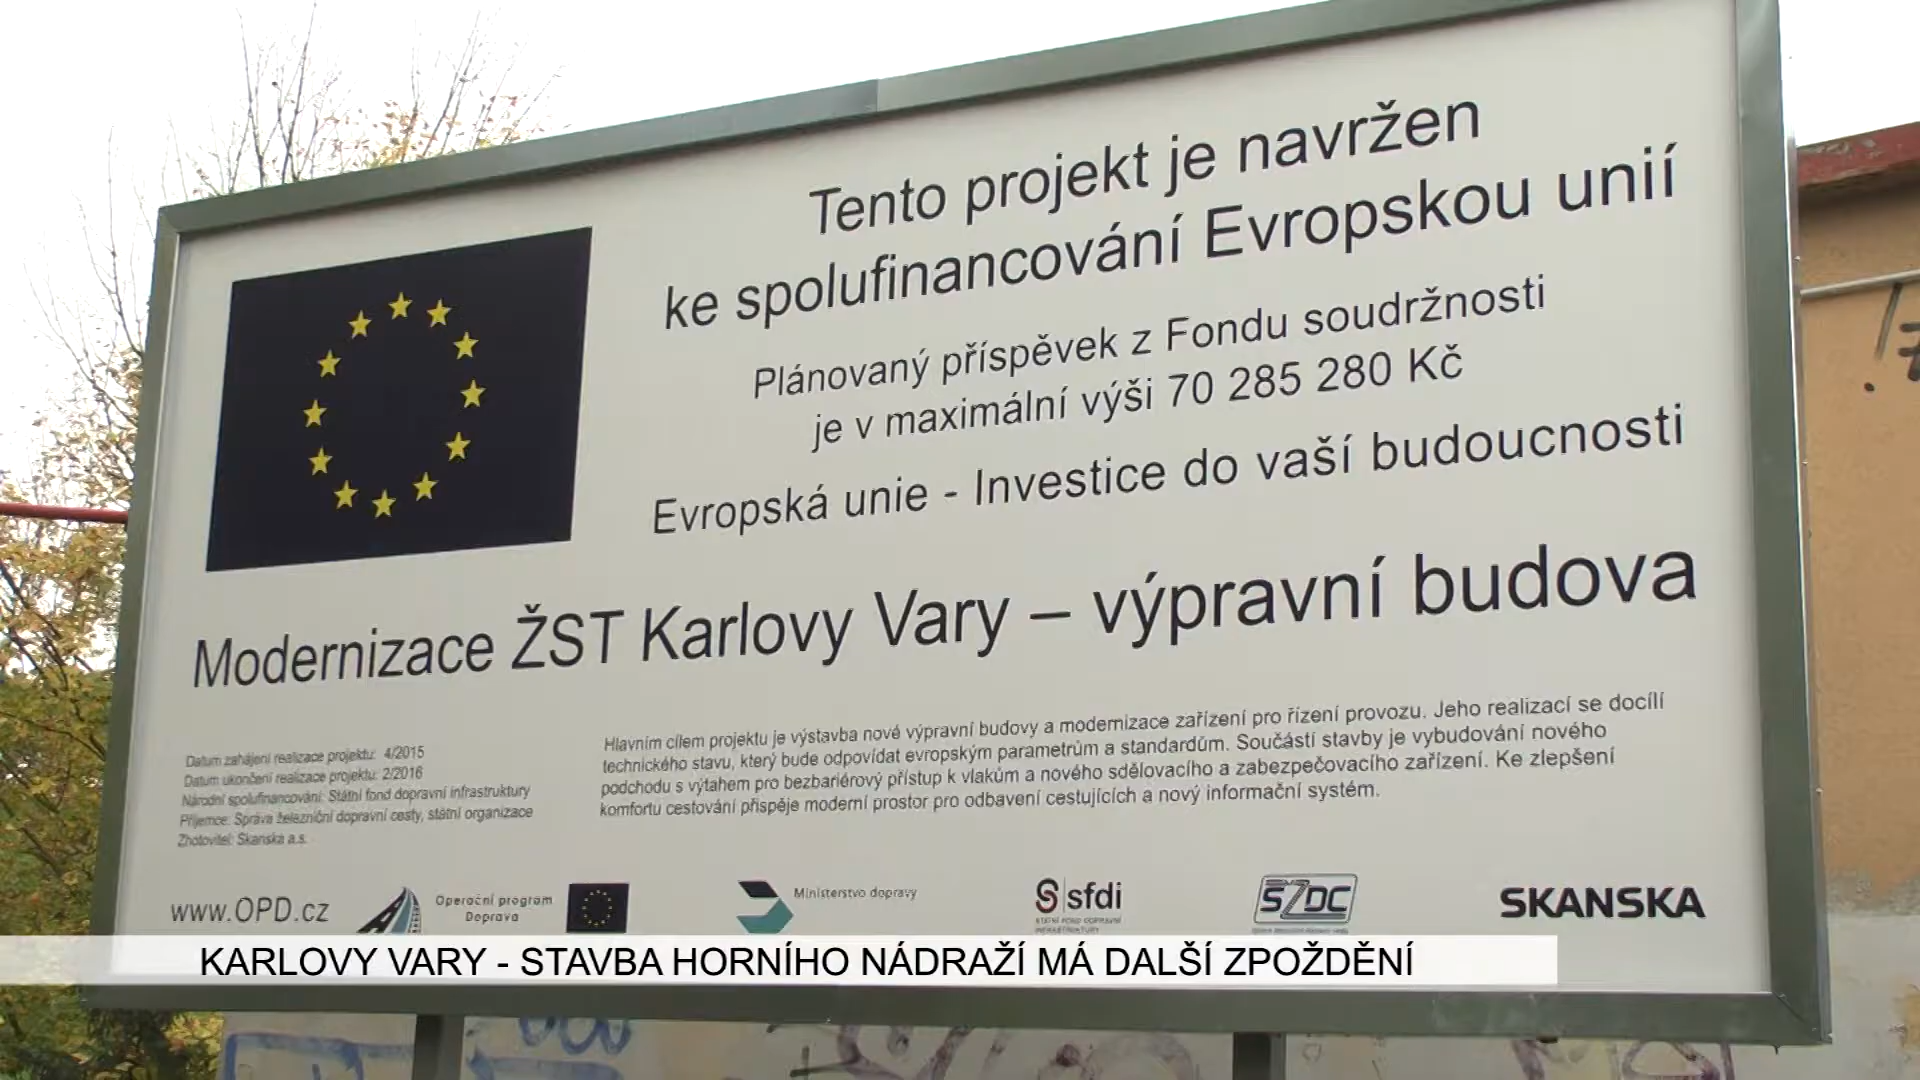 Tento projekt je navržen
ke spolufinancování Evropskou unií
Plánovaný příspěvek z Fondu soudržnosti
je v maximální výši 70 285 280 Kč
Evropská unie - Investice do vaší budoucnosti
Modernizace ŽST Karlovy Vary – výpravní budova
Datum zahájení realizace projektu: 4/2015
Datum ukončení realizace projektu: 2/2016
Národní spolufinancování: Státní fond dopravní infrastruktury
Příjemce: Správa železniční dopravní cesty, státní organizace
Zhotovitel: Skanska a.s.
Hlavním cílem projektu je výstavba nové výpravní budovy a modernizace zařízení pro řízení provozu. Jeho realizací se docílí
technického stavu, který bude odpovídat evropským parametrům a standardům. Součástí stavby je vybudování nového
podchodu s výtahem pro bezbariérový přístup k vlakům a nového sdělovacího a zabezpečovacího zařízení. Ke zlepšení
komfortu cestování přispěje moderní prostor pro odbavení cestujících a nový informační systém.
www.OPD.cz
Operační program
Doprava
Ministerstvo dopravy
sfdi
STÁTNÍ FOND DOPRAVNÍ
INFRASTRUKTURY
SŽDC
SKANSKA
KARLOVY VARY - STAVBA HORNÍHO NÁDRAŽÍ MÁ DALŠÍ ZPOŽDĚNÍ